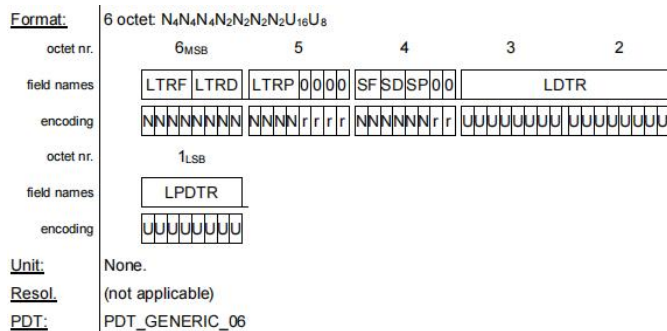 Format: 6 octet: N₄N₄N₄N₂N₂N₂N₂U₁₆U₈
octet nr. 6MSB 5 4 3 2
field names LTRF LTRD LTRP 0 0 0 0 SF SD SP 0 0 LDTR
encoding NNNNNNNN NNNNrrrr NNNNNNrr UUUUUUUU UUUUUUUU
octet nr. 1LSB
field names LPDTR
encoding UUUUUUUU
Unit: None.
Resol. (not applicable)
PDT: PDT_GENERIC_06